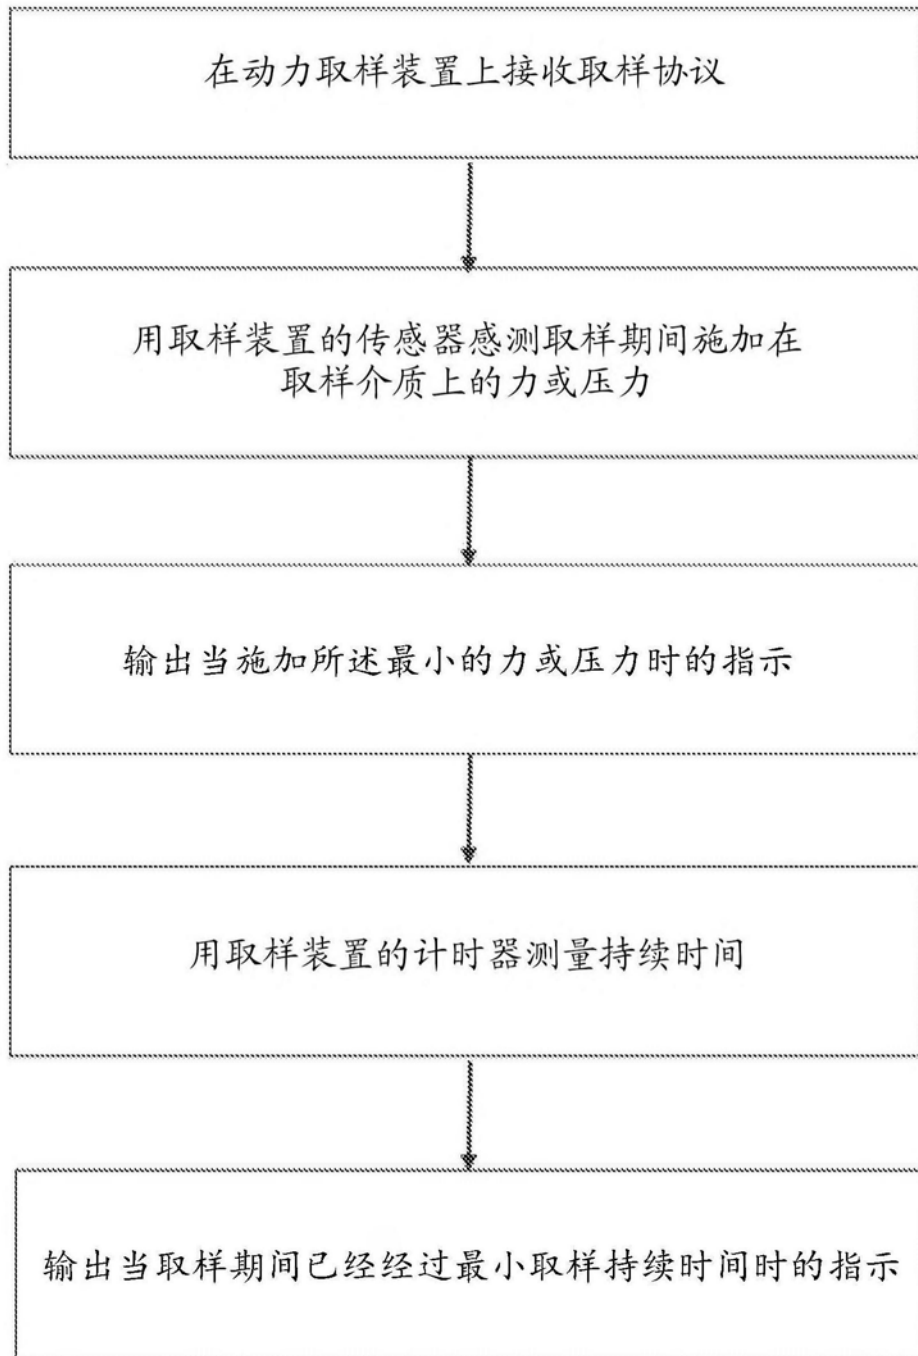 在动力取样装置上接收取样协议
用取样装置的传感器感测取样期间施加在
取样介质上的力或压力
输出当施加所述最小的力或压力时的指示
用取样装置的计时器测量持续时间
输出当取样期间已经经过最小取样持续时间时的指示